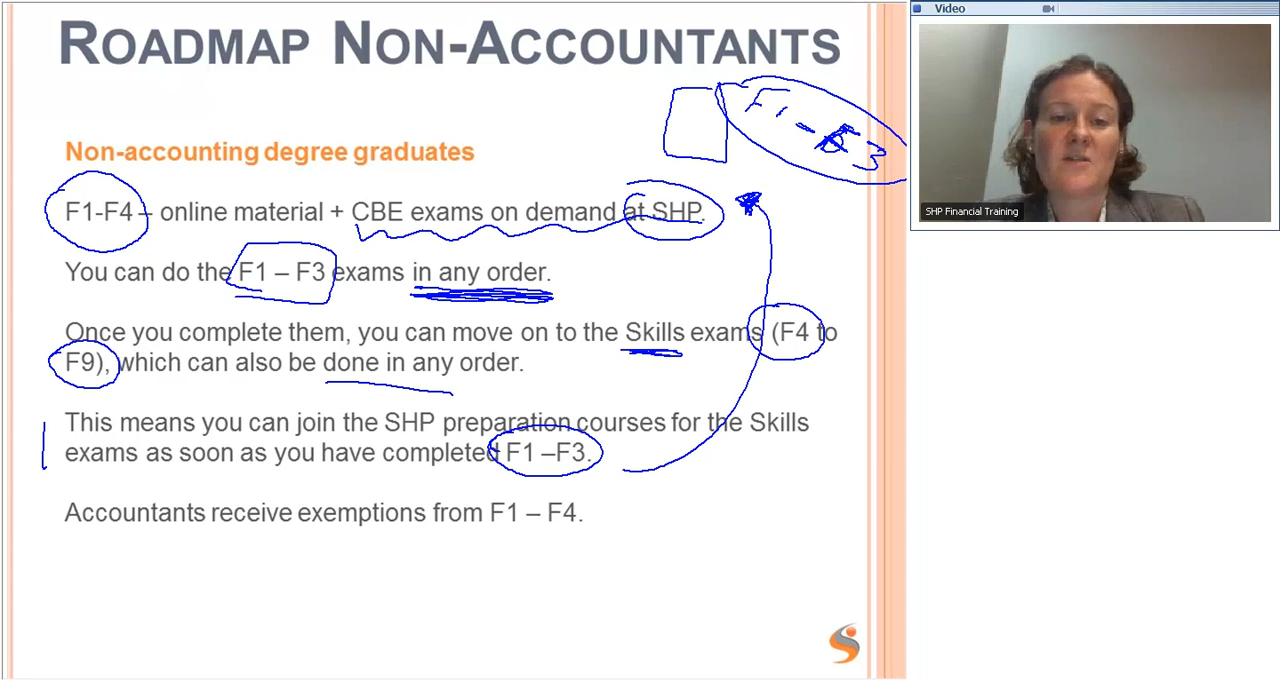 ROADMAP NON-ACCOUNTANTS
Video
F1 - 3
Non-accounting degree graduates
F1-F4 – online material + CBE exams on demand at SHP.
SHP Financial Training
You can do the F1 – F3 exams in any order.
Once you complete them, you can move on to the Skills exams (F4 to
F9), which can also be done in any order.
This means you can join the SHP preparation courses for the Skills
exams as soon as you have completed F1 –F3.
Accountants receive exemptions from F1 – F4.